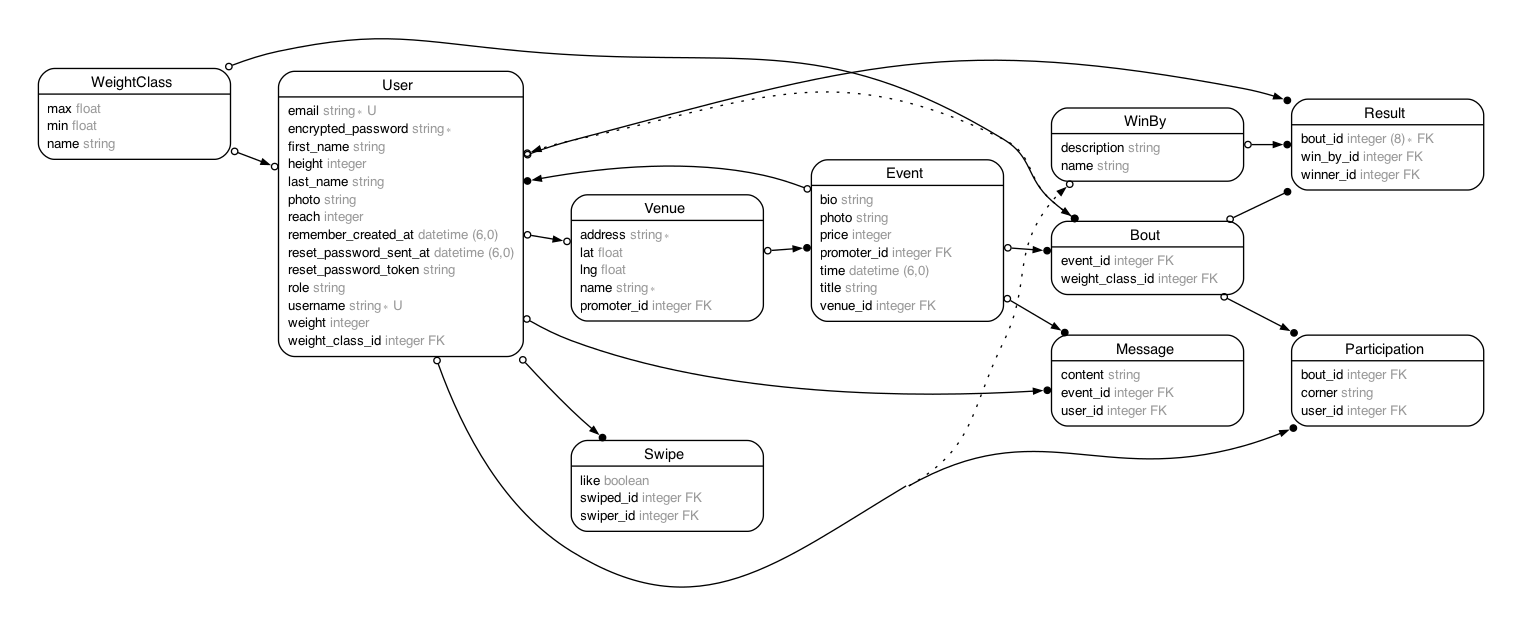 WeightClass
max float
min float
name string
User
email string * U
encrypted_password string *
first_name string
height integer
last_name string
photo string
reach integer
remember_created_at datetime (6,0)
reset_password_sent_at datetime (6,0)
reset_password_token string
role string
username string * U
weight integer
weight_class_id integer FK
Venue
address string *
lat float
lng float
name string *
promoter_id integer FK
Swipe
like boolean
swiped_id integer FK
swiper_id integer FK
Event
bio string
photo string
price integer
promoter_id integer FK
time datetime (6,0)
title string
venue_id integer FK
WinBy
description string
name string
Bout
event_id integer FK
weight_class_id integer FK
Message
content string
event_id integer FK
user_id integer FK
Result
bout_id integer (8) * FK
win_by_id integer FK
winner_id integer FK
Participation
bout_id integer FK
corner string
user_id integer FK